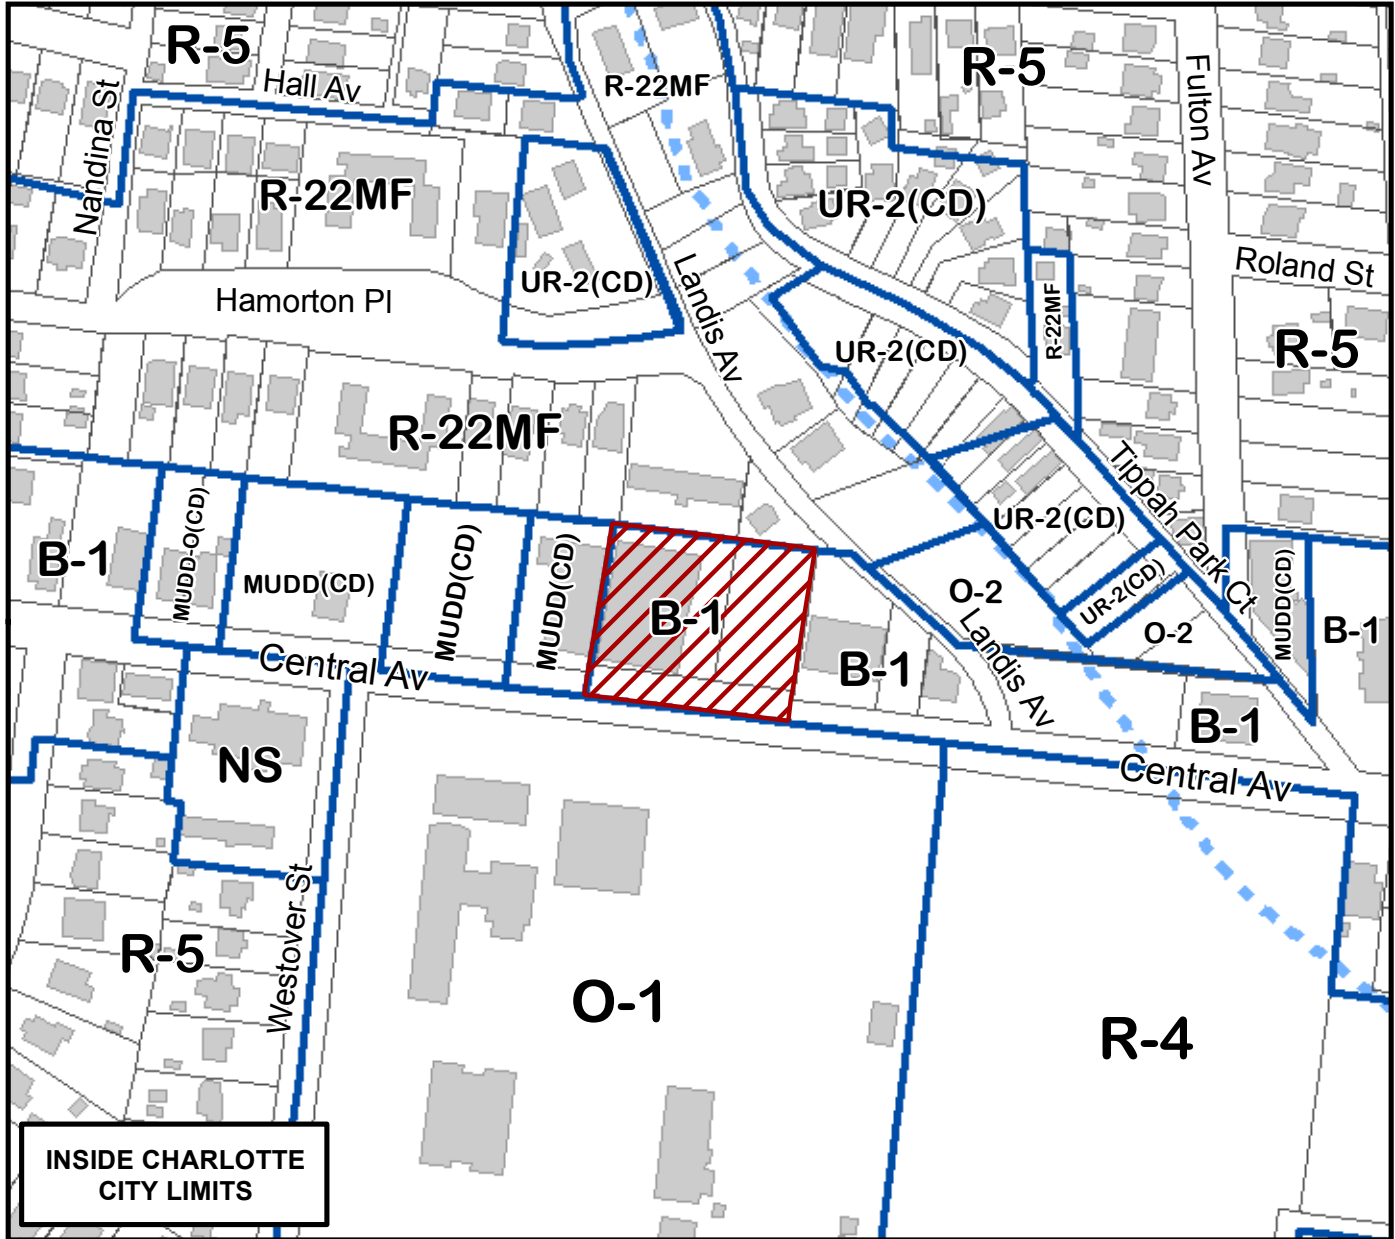 R-5
Hall Av
Nandina St
R-22MF
R-5
Fulton Av
R-22MF
UR-2(CD)
UR-2(CD)
Hamorton Pl
Landis Av
Roland St
R-22MF
UR-2(CD)
R-5
R-22MF
Tippah Park Ct
B-1
MUDD-O(CD)
MUDD(CD)
MUDD(CD)
MUDD(CD)
B-1
UR-2(CD)
UR-2(CD)
O-2
O-2
MUDD(CD)
B-1
Central Av
B-1
Landis Av
B-1
NS
Central Av
Westover St
R-5
O-1
R-4
INSIDE CHARLOTTE
CITY LIMITS